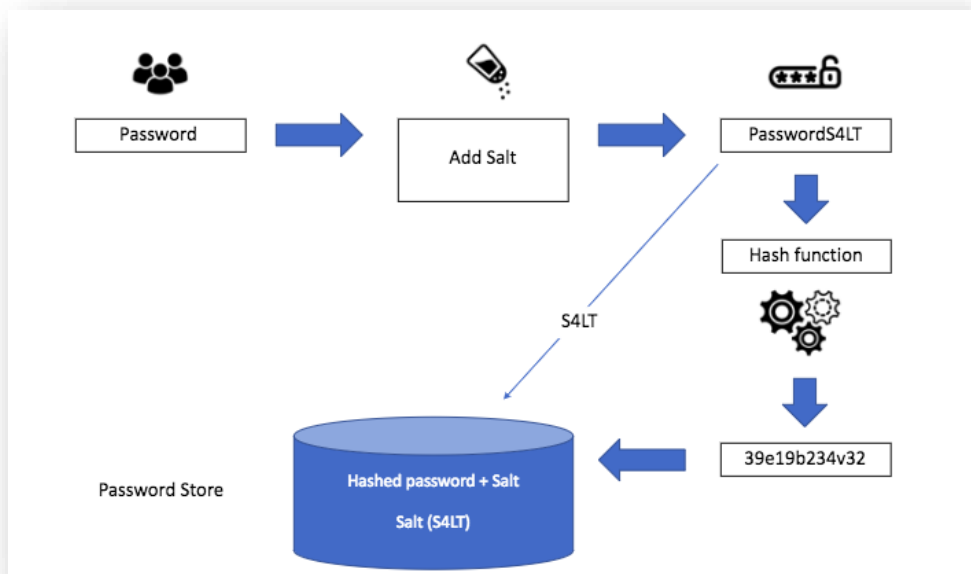 Password
Add Salt
***
PasswordS4LT
Hash function
S4LT
39e19b234v32
Password Store
Hashed password + Salt
Salt (S4LT)